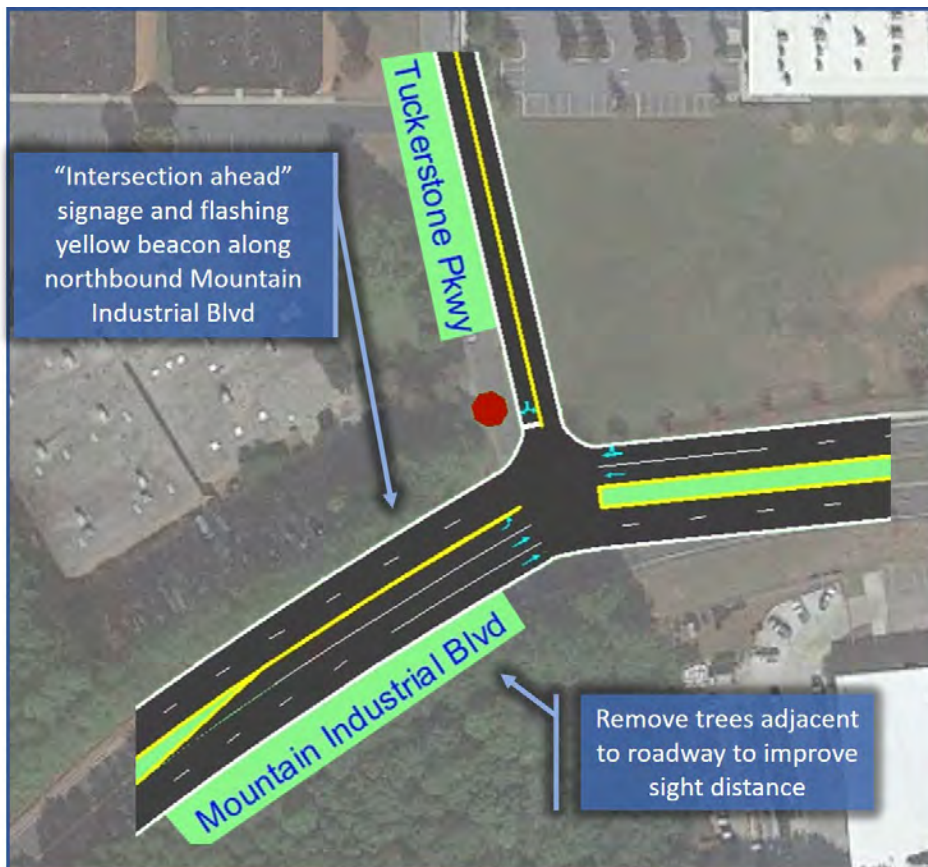 Tuckerstone Pkwy
“Intersection ahead”
signage and flashing
yellow beacon along
northbound Mountain
Industrial Blvd
Mountain Industrial Blvd
Remove trees adjacent
to roadway to improve
sight distance